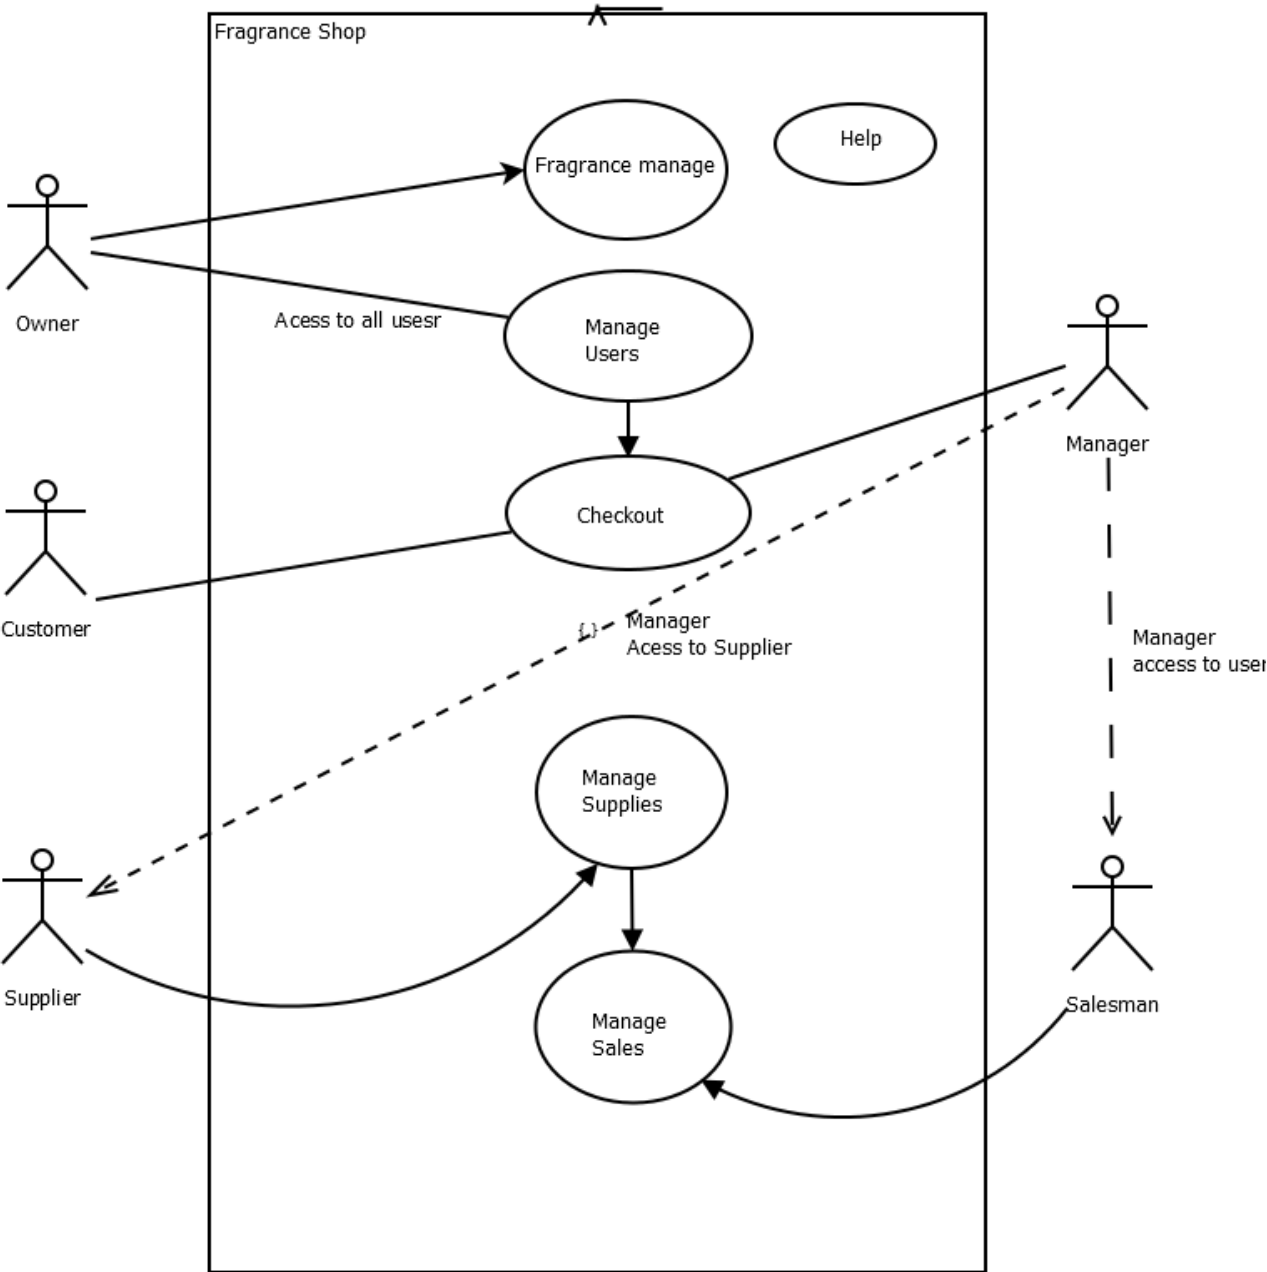 Fragrance Shop
Help
Fragrance manage
Owner
Acess to all usesr
Manage
Users
Manager
Checkout
Customer
{.}
Manager
Acess to Supplier
Manager
access to user
Manage
Supplies
Supplier
Salesman
Manage
Sales